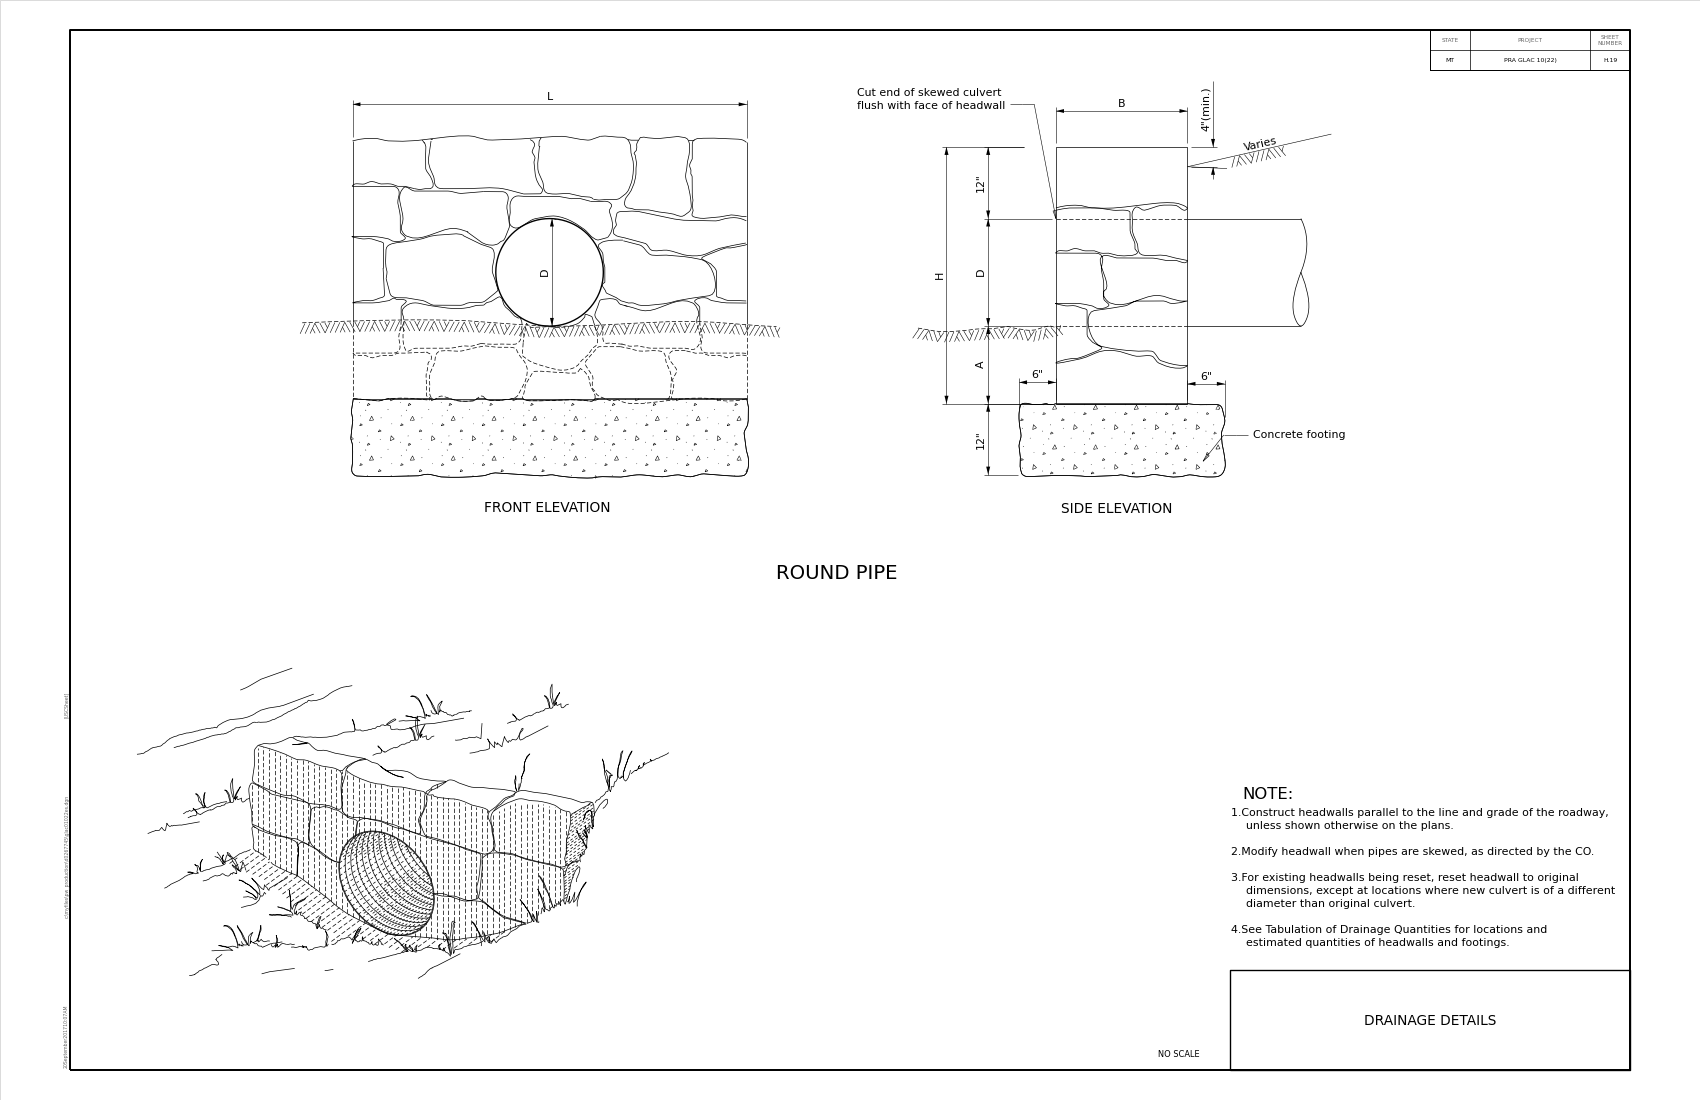 STATE PROJECT SHEET NUMBER
MT PRA GLAC 10(22) H.19
L
Cut end of skewed culvert
flush with face of headwall
B
4"(min.)
Varies
12"
D
H
D
A
6"
6"
12"
Concrete footing
FRONT ELEVATION
SIDE ELEVATION
ROUND PIPE
NOTE:
1.Construct headwalls parallel to the line and grade of the roadway,
unless shown otherwise on the plans.
2.Modify headwall when pipes are skewed, as directed by the CO.
3.For existing headwalls being reset, reset headwall to original
dimensions, except at locations where new culvert is of a different
diameter than original culvert.
4.See Tabulation of Drainage Quantities for locations and
estimated quantities of headwalls and footings.
DRAINAGE DETAILS
NO SCALE